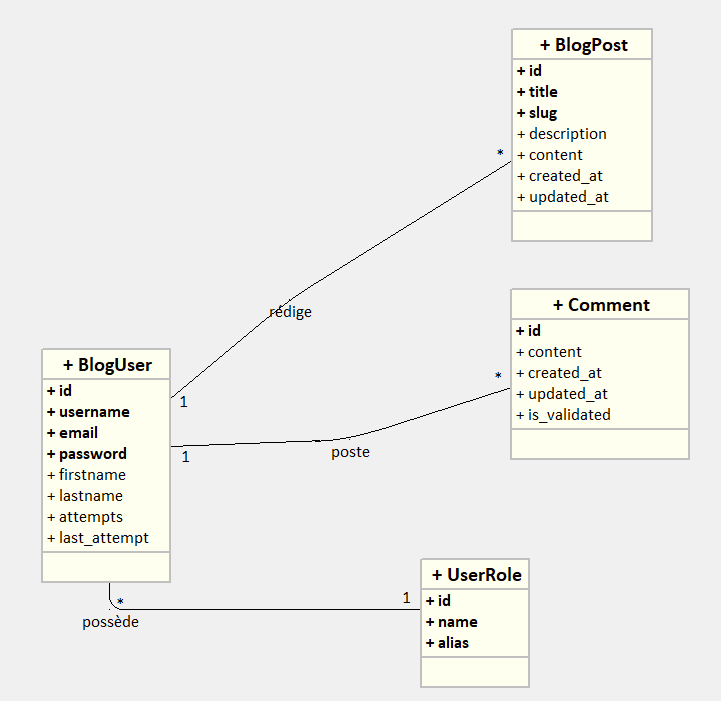 + BlogPost
+ id
+ title
+ slug
+ description
+ content
+ created_at
+ updated_at
*
rédige
1
+ Comment
+ id
+ content
+ created_at
+ updated_at
+ is_validated
*
poste
1
+ BlogUser
+ id
+ username
+ email
+ password
+ firstname
+ lastname
+ attempts
+ last_attempt
*
possède
1
+ UserRole
+ id
+ name
+ alias